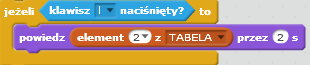 jeżeli klawisz l naciśnięty? to
powiedz element 2 z TABELA przez 2 s